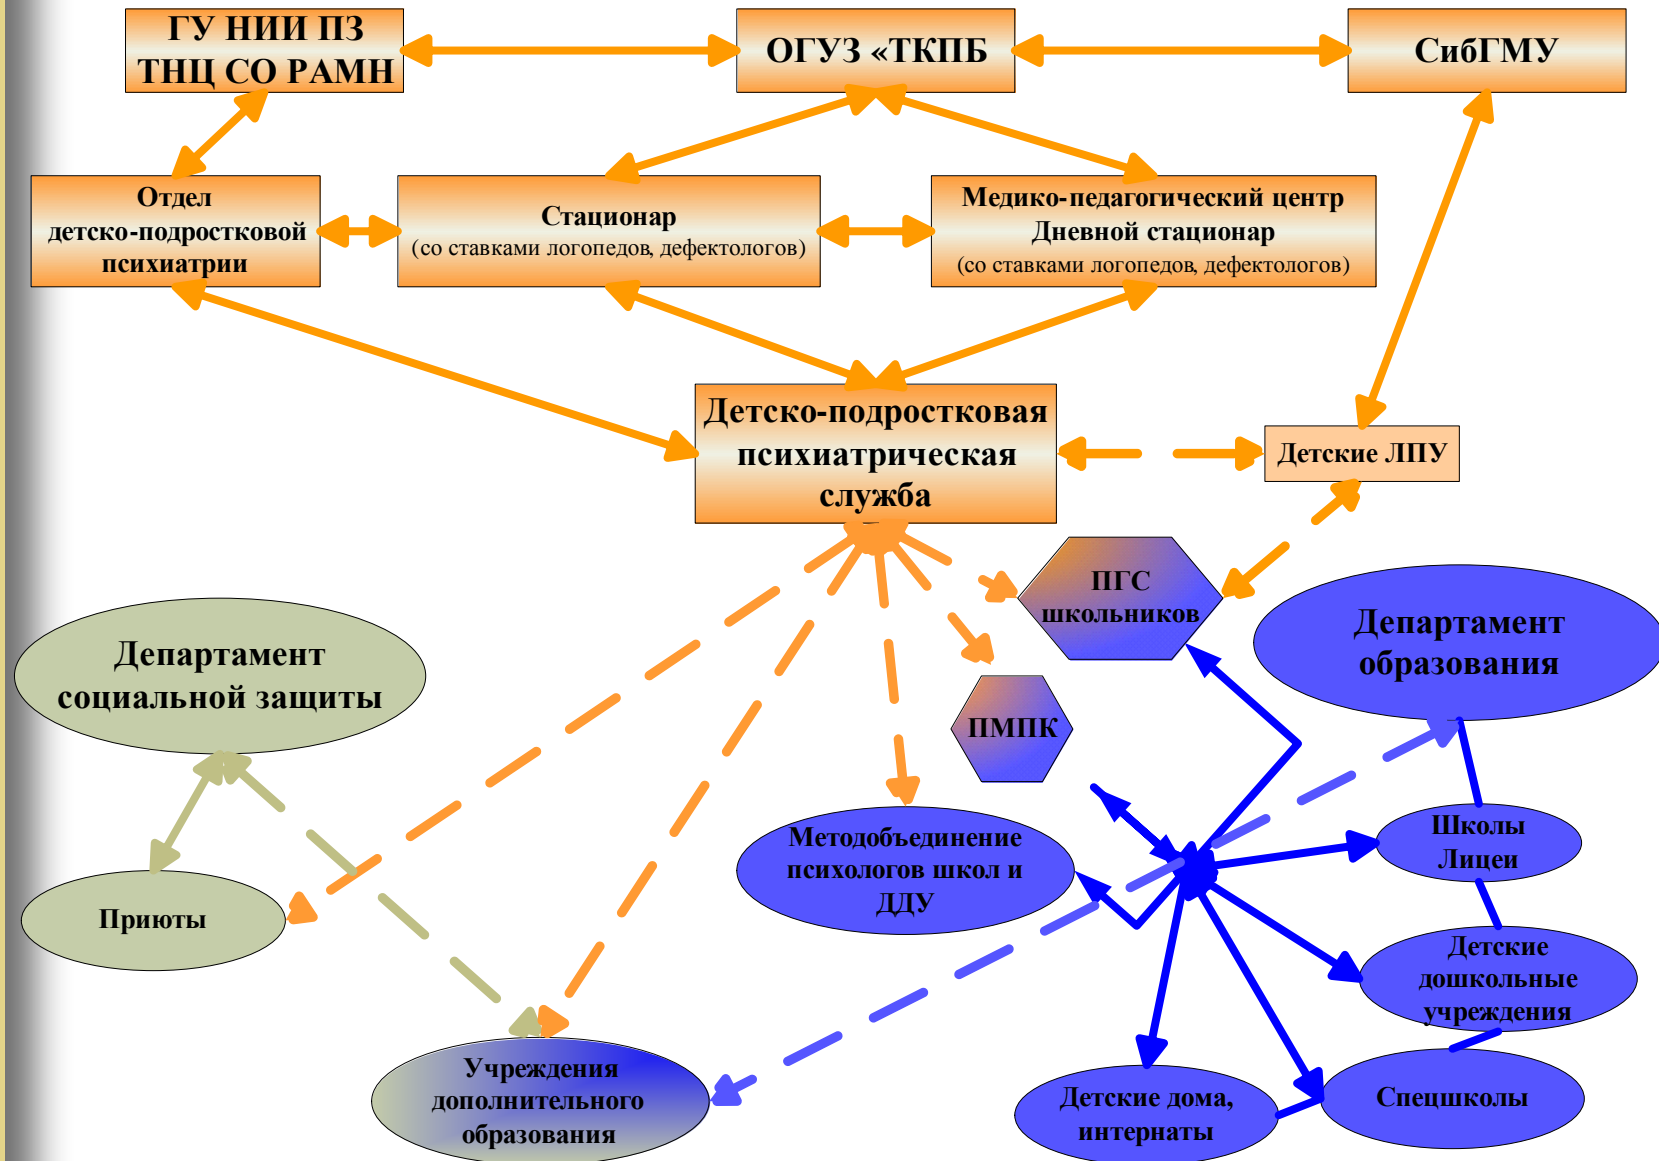 ГУ НИИ ПЗ
ТНЦ СО РАМН
ОГУЗ «ТКПБ
СибГМУ
Отдел
детско-подростковой
психиатрии
Стационар
(со ставками логопедов, дефектологов)
Медико-педагогический центр
Дневной стационар
(со ставками логопедов, дефектологов)
Детско-подростковая
психиатрическая
служба
Детские ЛПУ
ПГС
школьников
Департамент
образования
Департамент
социальной защиты
ПМПК
Методобъединение
психологов школ и
ДДУ
Школы
Лицеи
Приюты
Детские
дошкольные
учреждения
Учреждения
дополнительного
образования
Детские дома,
интернаты
Спецшколы